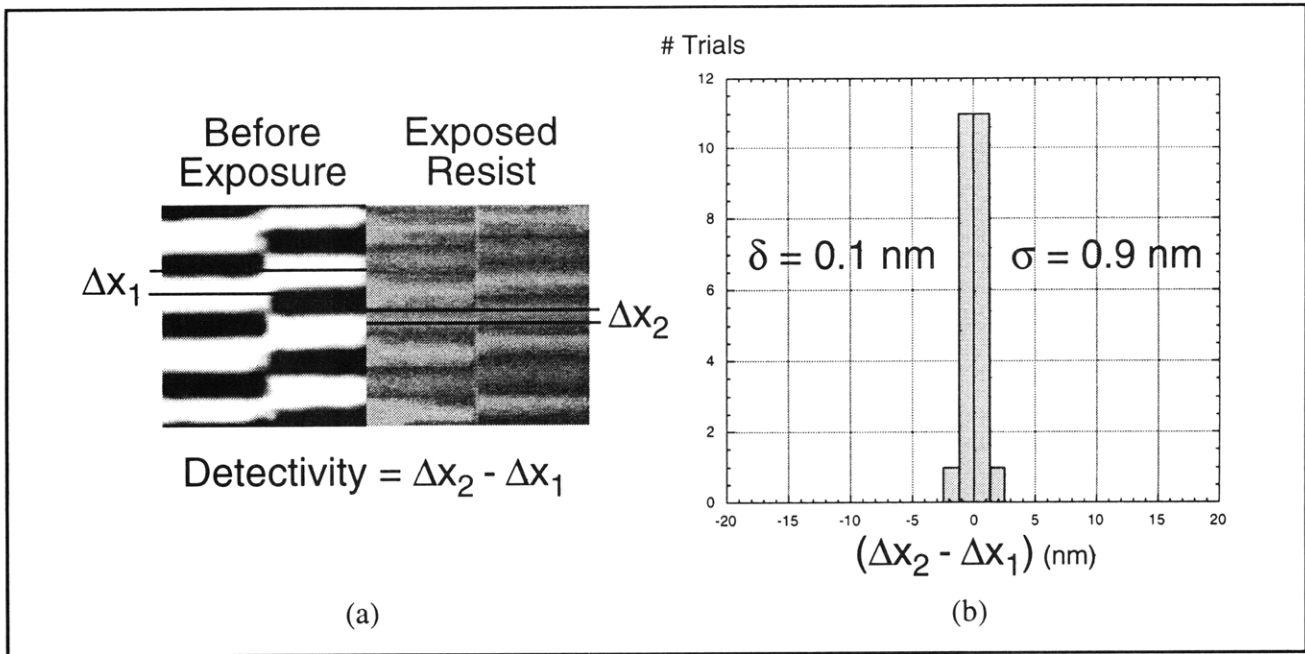 Before Exposure
Exposed Resist
Δx₁
Δx₂
Detectivity = Δx₂ - Δx₁
(a)
# Trials
12
10
8
6
4
2
0
δ = 0.1 nm
σ = 0.9 nm
-20 -15 -10 -5 0 5 10 15 20
(Δx₂ - Δx₁) (nm)
(b)